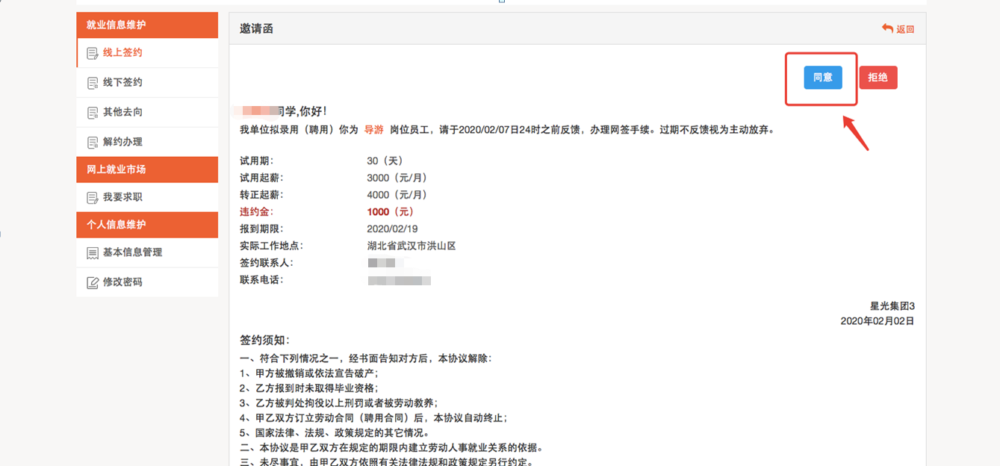 就业信息维护
线上签约
线下签约
其他去向
解约办理
网上就业市场
我要求职
个人信息维护
基本信息管理
修改密码
邀请函
返回
同意
拒绝
同学,你好！
我单位拟录用（聘用）你为 导游 岗位员工，请于2020/02/07日24时之前反馈，办理网签手续。过期不反馈视为主动放弃。
试用期： 30（天）
试用起薪： 3000（元/月）
转正起薪： 4000（元/月）
违约金： 1000（元）
报到期限： 2020/02/19
实际工作地点： 湖北省武汉市洪山区
签约联系人：
联系电话：
星光集团3
2020年02月02日
签约须知：
一、符合下列情况之一，经书面告知对方后，本协议解除：
1、甲方被撤销或依法宣告破产；
2、乙方报到时未取得毕业资格；
3、乙方被判处拘役以上刑罚或者被劳动教养；
4、甲乙双方订立劳动合同（聘用合同）后，本协议自动终止；
5、国家法律、法规、政策规定的其它情况。
二、本协议是甲乙双方在规定的期限内建立劳动人事就业关系的依据。
三、未尽事宜，由甲乙双方依照有关法律法规和政策规定另行约定。